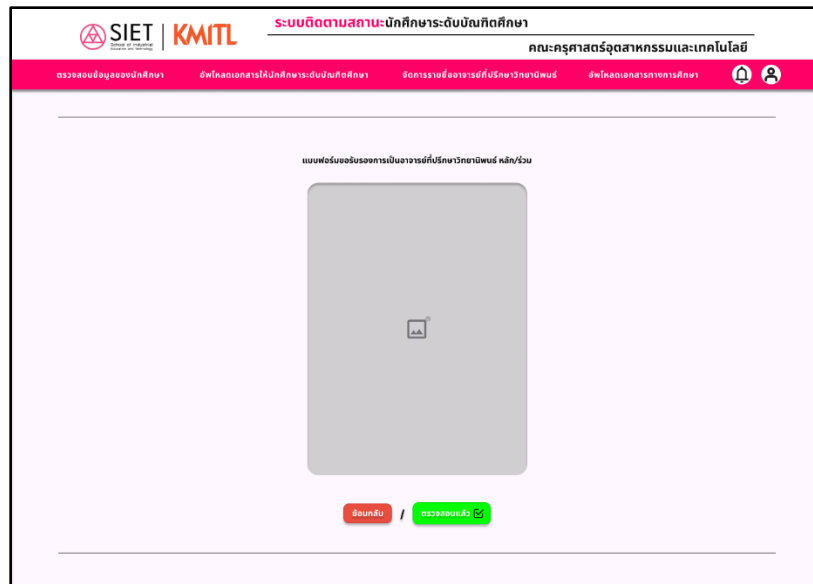 ระบบติดตามสถานะนักศึกษาระดับบัณฑิตศึกษา
SIET
School of Industrial
Education and Technology
KMITL
คณะครุศาสตร์อุตสาหกรรมและเทคโนโลยี
ตรวจสอบข้อมูลของนักศึกษา อัพโหลดเอกสารให้นักศึกษาระดับบัณฑิตศึกษา จัดการรายชื่ออาจารย์ที่ปรึกษาวิทยานิพนธ์ อัพโหลดเอกสารทางการศึกษา
แบบฟอร์มขอรับรองการเป็นอาจารย์ที่ปรึกษาวิทยานิพนธ์ หลัก/ร่วม
ย้อนกลับ / ตรวจสอบแล้ว